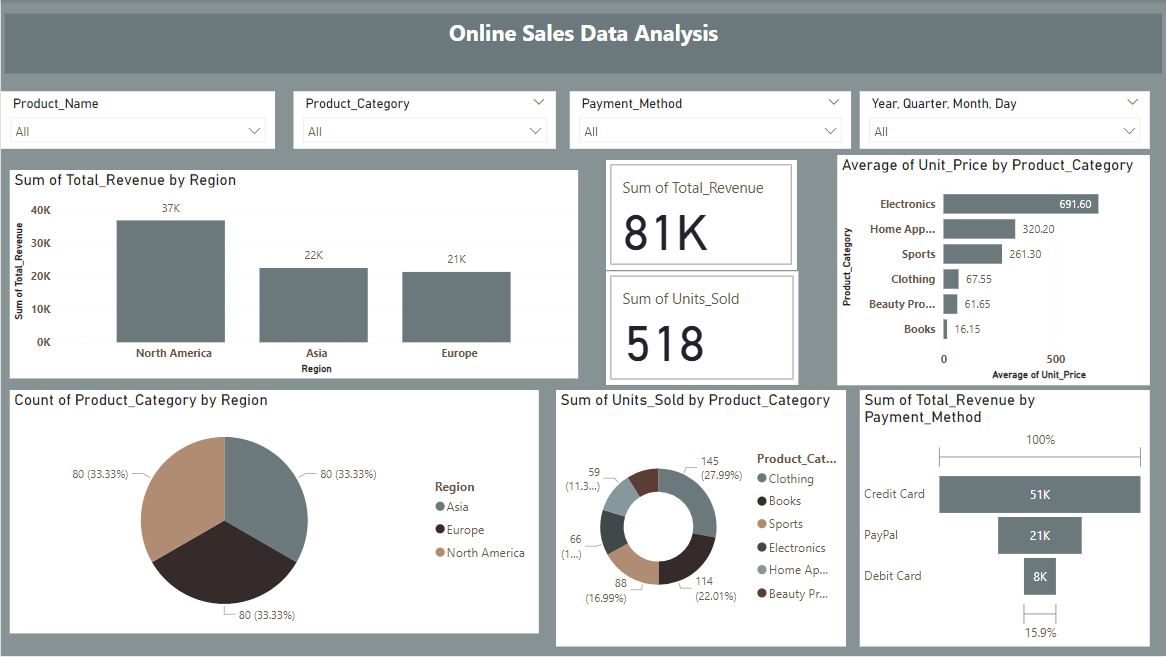 Online Sales Data Analysis
Product_Name
All
Product_Category
All
Payment_Method
All
Year, Quarter, Month, Day
All
Sum of Total_Revenue by Region
Sum of Total_Revenue
40K
30K
20K
10K
0K
37K
22K
21K
North America
Asia
Europe
Region
Sum of Total_Revenue
81K
Sum of Units_Sold
518
Average of Unit_Price by Product_Category
Product_Category
Electronics
691.60
Home App...
320.20
Sports
261.30
Clothing
67.55
Beauty Pro...
61.65
Books
16.15
0
500
Average of Unit_Price
Count of Product_Category by Region
80 (33.33%)
80 (33.33%)
80 (33.33%)
Region
Asia
Europe
North America
Sum of Units_Sold by Product_Category
145
(27.99%)
114
(22.01%)
88
(16.99%)
66
(1...)
59
(11.3...)
Product_Cat...
Clothing
Books
Sports
Electronics
Home Ap...
Beauty Pr...
Sum of Total_Revenue by
Payment_Method
100%
Credit Card
51K
PayPal
21K
Debit Card
8K
15.9%